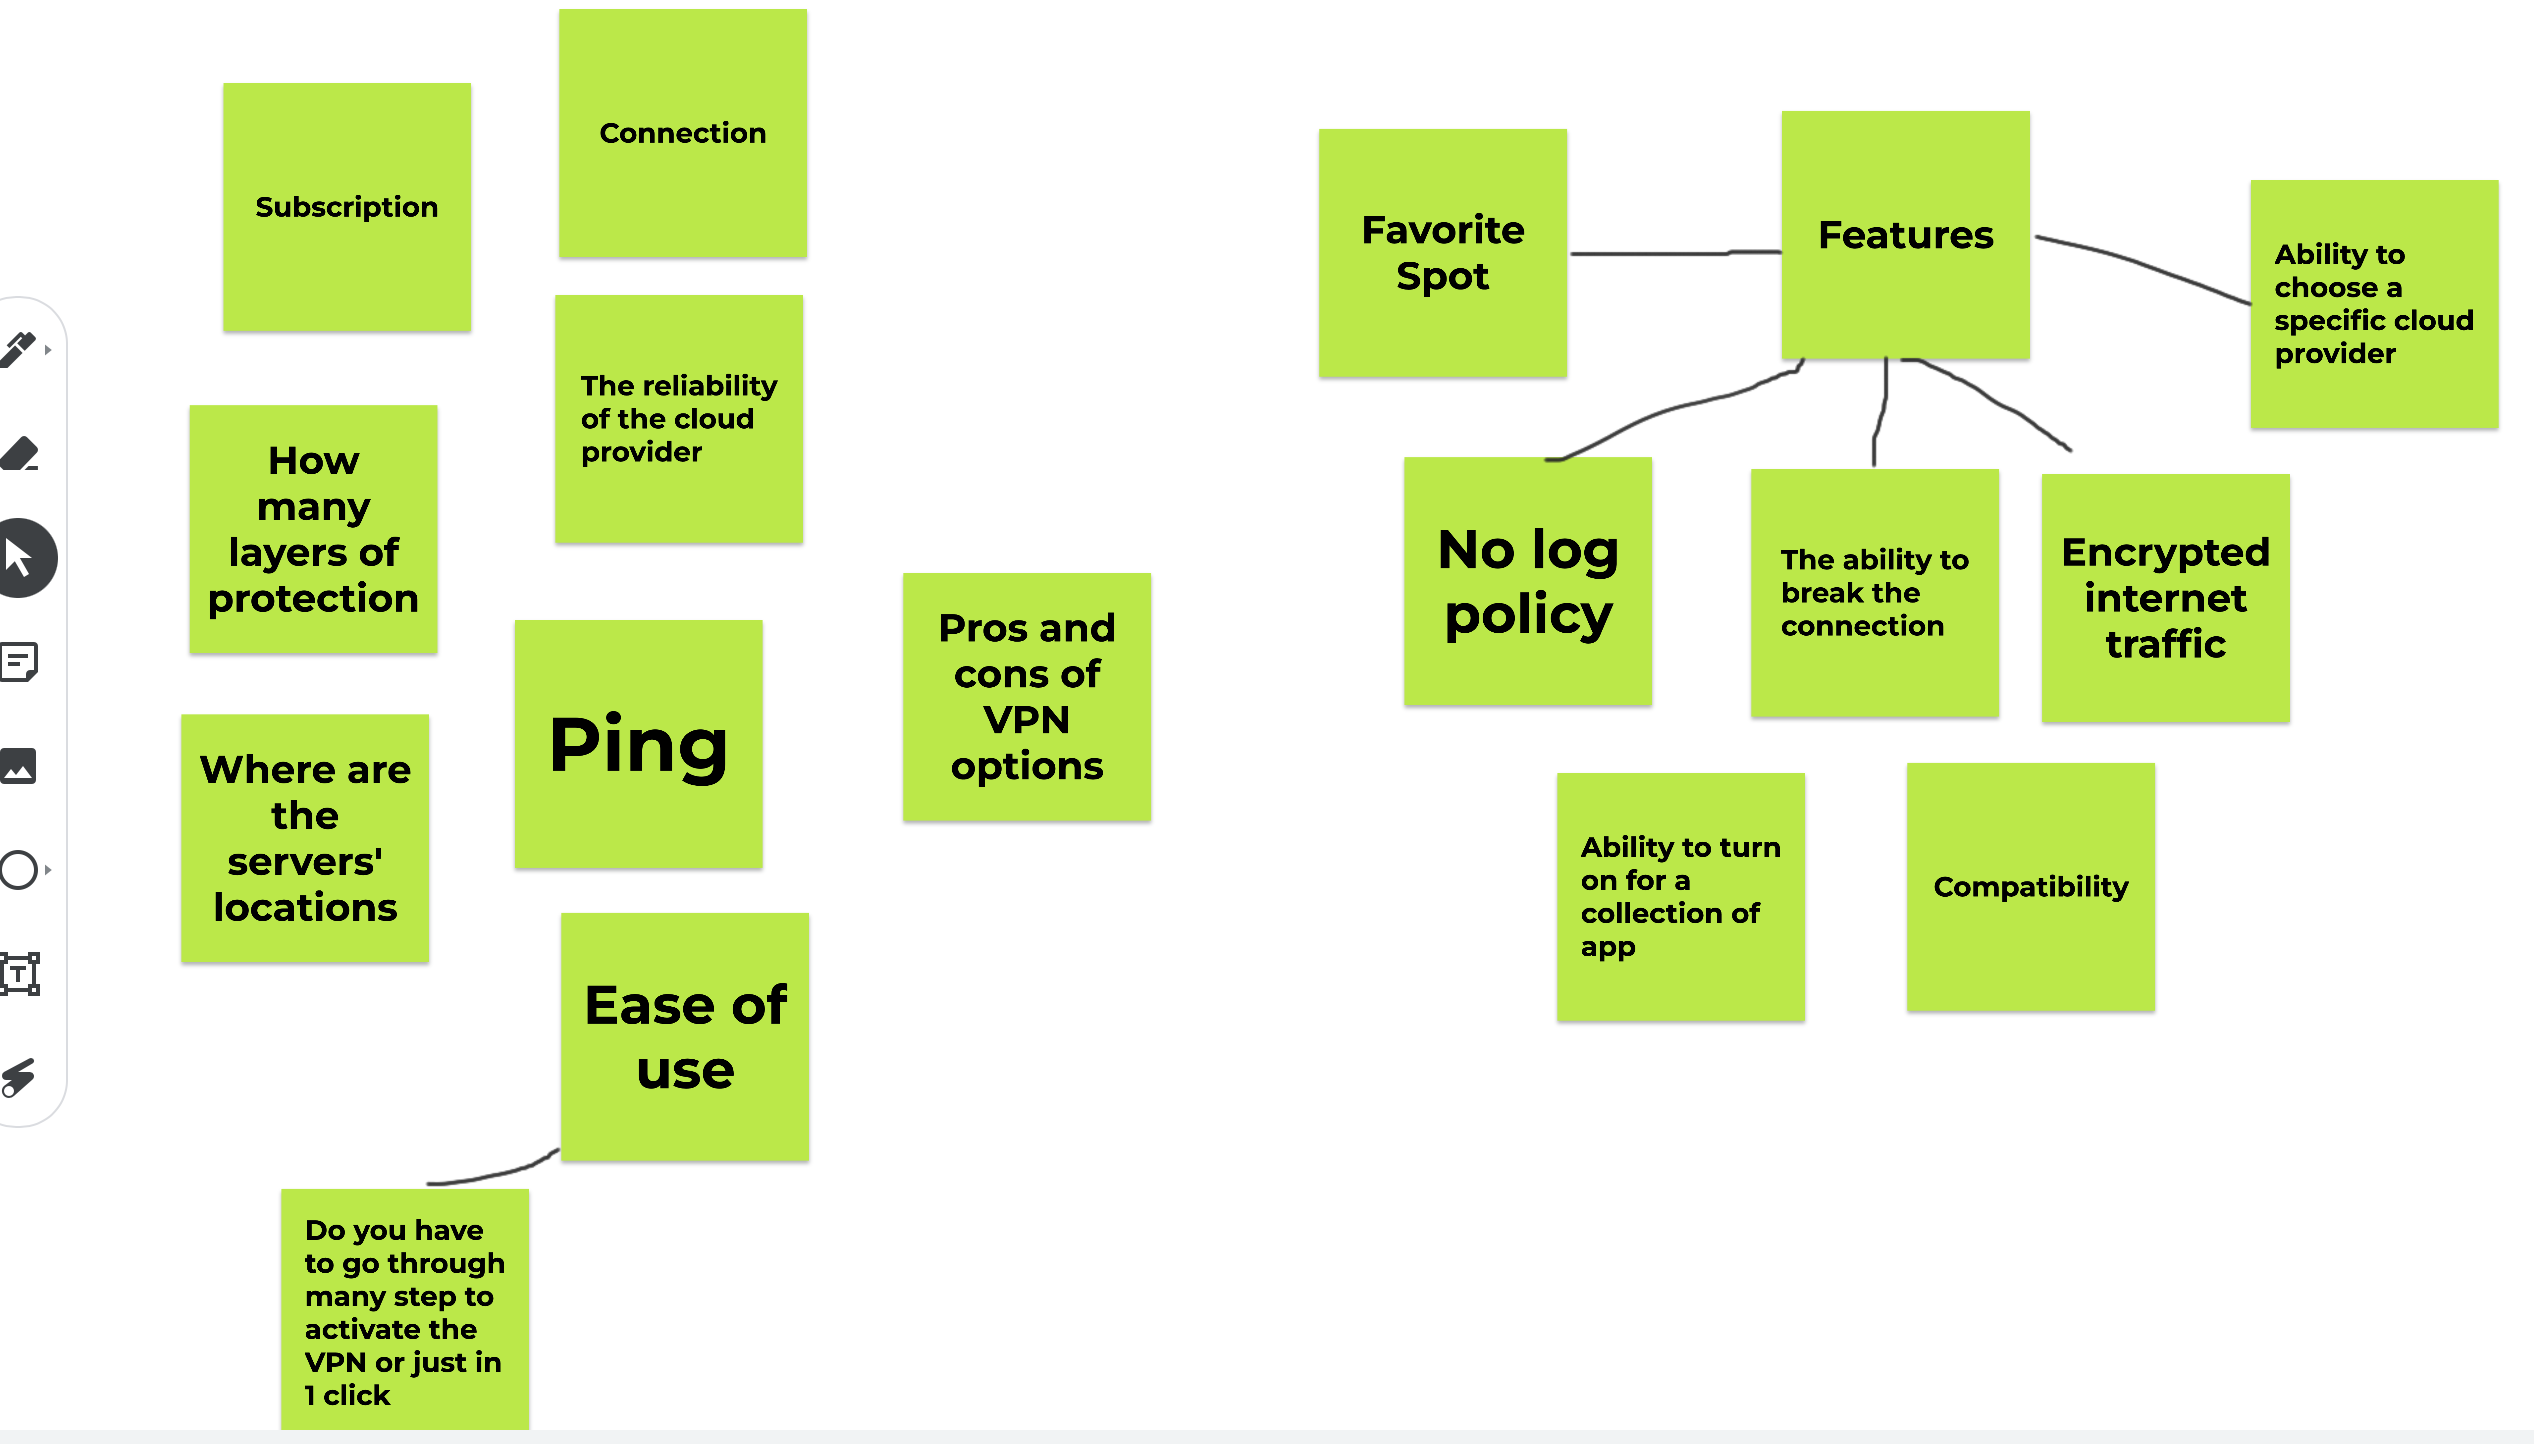 Subscription
Connection
The reliability
of the cloud
provider
How
many
layers of
protection
Where are
the
servers'
locations
Ping
Pros and
cons of
VPN
options
Ease of
use
Do you have
to go through
many step to
activate the
VPN or just in
1 click
Favorite
Spot
Features
Ability to
choose a
specific cloud
provider
No log
policy
The ability to
break the
connection
Encrypted
internet
traffic
Ability to turn
on for a
collection of
app
Compatibility